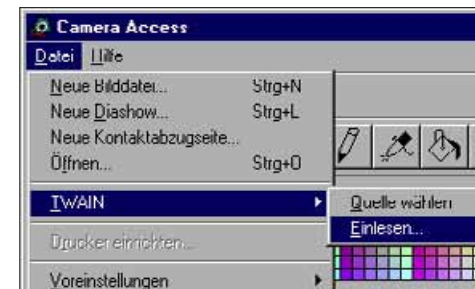 Camera Access
Datei Hilfe
Neue Bilddatei... Strg+N
Neue Diashow... Strg+L
Neue Kontaktabzugseite...
Öffnen... Strg+O
TWAIN
Quelle wählen
Einlesen...
Drucker einrichten...
Voreinstellungen